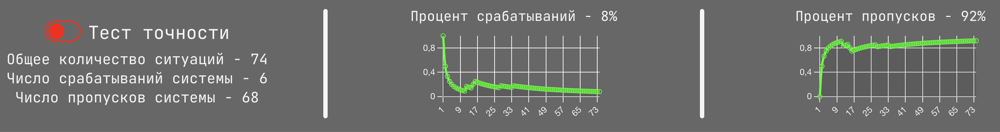 Тест точности
Общее количество ситуаций - 74
Число срабатываний системы - 6
Число пропусков системы - 68
Процент срабатываний - 8%
0,8
0,4
0
1 9 17 25 33 41 49 57 65 73
Процент пропусков - 92%
0,8
0,4
0
1 9 17 25 33 41 49 57 65 73